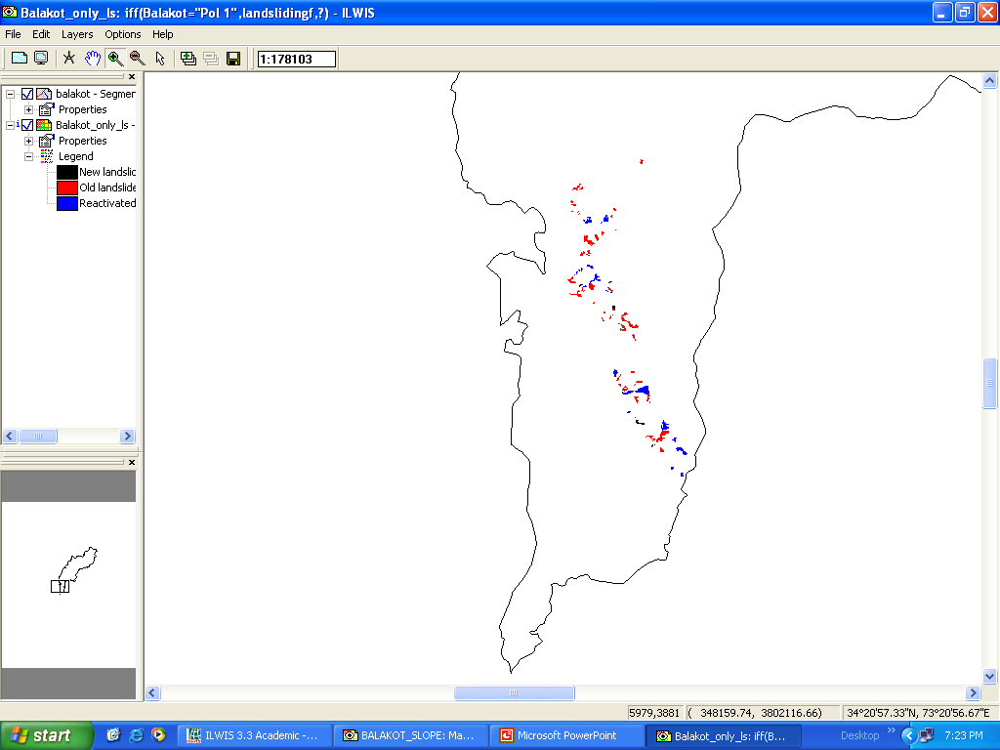 Balakot_only_ls: iff(Balakot="Pol 1",landslidingf,?) - ILWIS
File Edit Layers Options Help
1:178103
balakot - Segmer
Properties
Balakot_only_ls -
Properties
Legend
New landslic
Old landslide
Reactivated
5979,3881 ( 348159.74, 3802116.66) 34°20'57.33"N, 73°20'56.67"E
start ILWIS 3.3 Academic -... BALAKOT_SLOPE: Ma... Microsoft PowerPoint Balakot_only_ls: iff(B... Desktop » 7:23 PM